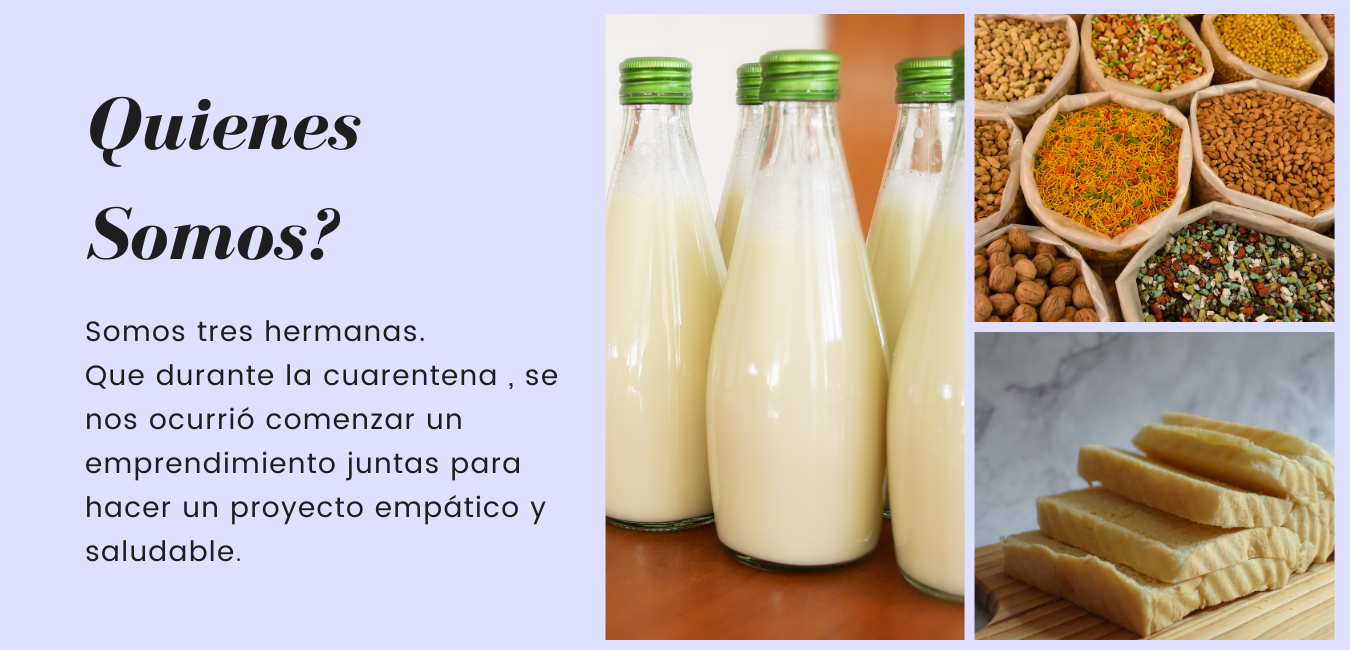 Quienes
Somos?
Somos tres hermanas.
Que durante la cuarentena , se
nos ocurrió comenzar un
emprendimiento juntas para
hacer un proyecto empático y
saludable.